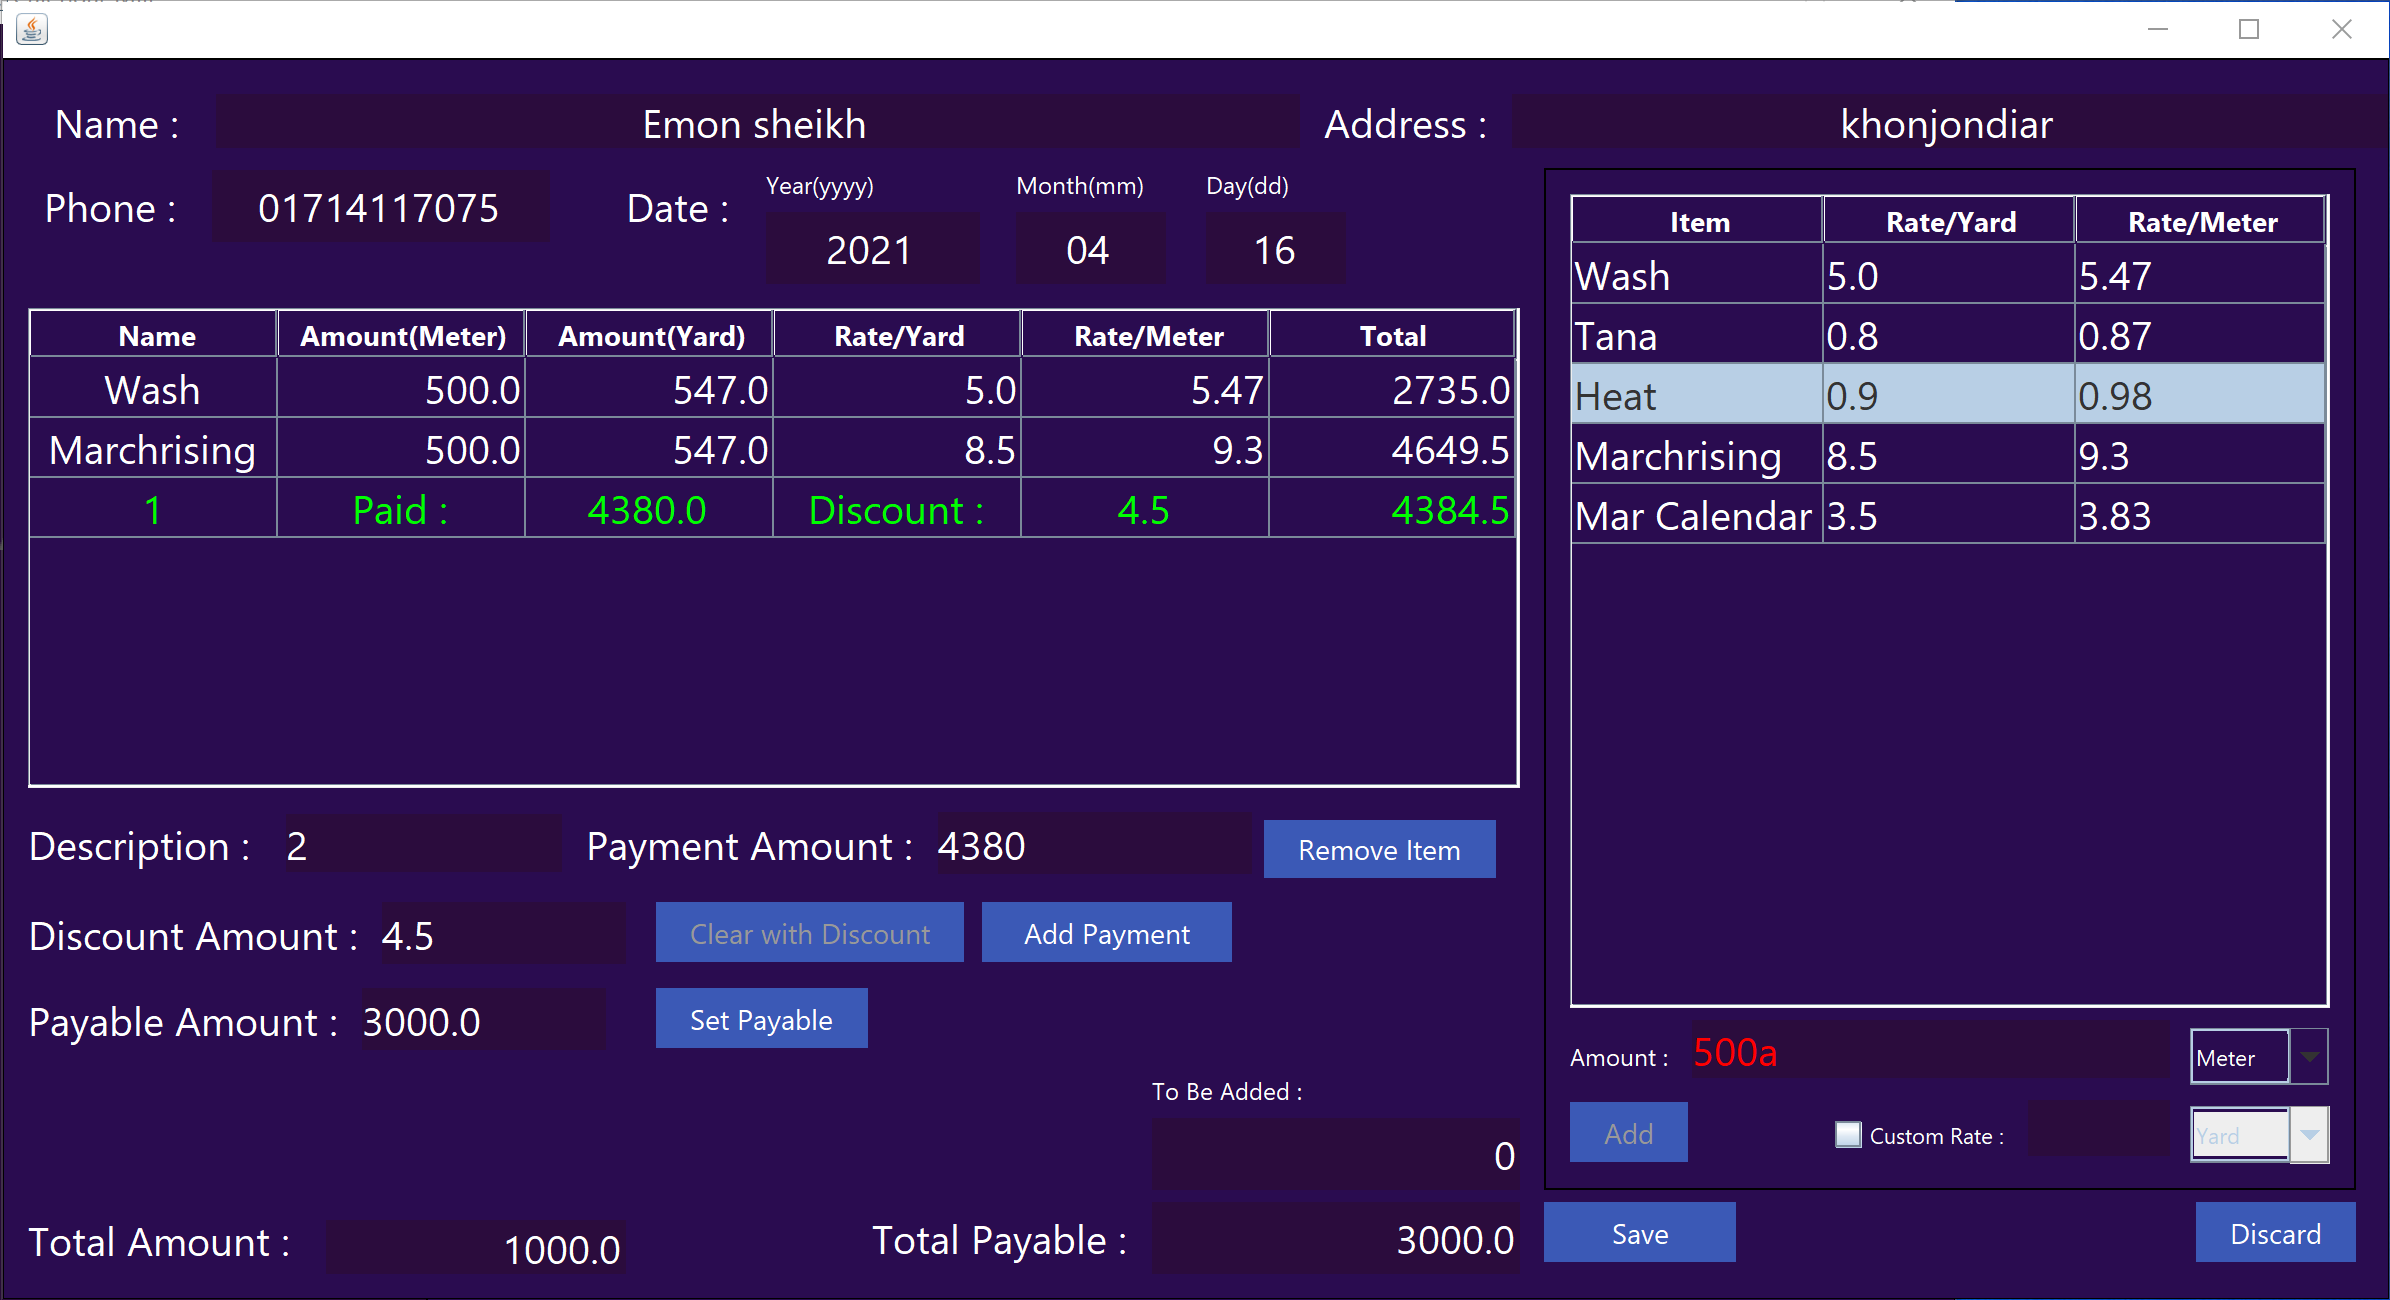 Name : Emon sheikh Address : khonjondiar
Year(yyyy) Month(mm) Day(dd)
Phone : 01714117075 Date : 2021 04 16
Name Amount(Meter) Amount(Yard) Rate/Yard Rate/Meter Total
Wash 500.0 547.0 5.0 5.47 2735.0
Marchrising 500.0 547.0 8.5 9.3 4649.5
1 Paid : 4380.0 Discount : 4.5 4384.5
Item Rate/Yard Rate/Meter
Wash 5.0 5.47
Tana 0.8 0.87
Heat 0.9 0.98
Marchrising 8.5 9.3
Mar Calendar 3.5 3.83
Description : 2 Payment Amount : 4380 Remove Item
Discount Amount : 4.5 Clear with Discount Add Payment
Payable Amount : 3000.0 Set Payable
Amount : 500a Meter
Add Custom Rate : Yard
To Be Added :
0
Total Amount : 1000.0 Total Payable : 3000.0 Save Discard